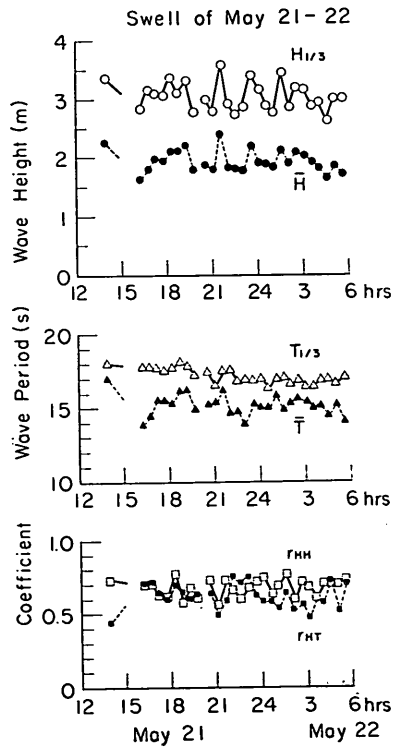 Swell of May 21-22
Wave Height (m)
4
3
2
1
0
H1/3
H̅
12 15 18 21 24 3 6 hrs
Wave Period (s)
20
15
10
T1/3
T̅
12 15 18 21 24 3 6 hrs
Coefficient
1.0
0.5
0
rHH
rHT
12 15 18 21 24 3 6 hrs
May 21 May 22